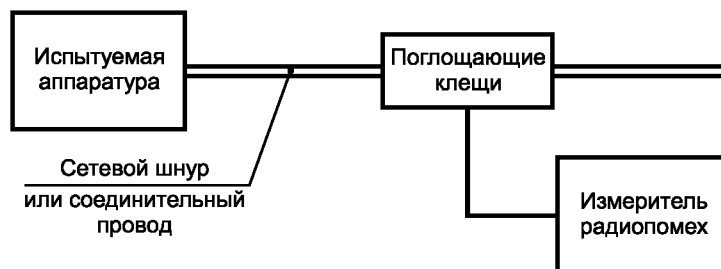 Испытуемая
аппаратура
Поглощающие
клещи
Сетевой шнур
или соединительный
провод
Измеритель
радиопомех